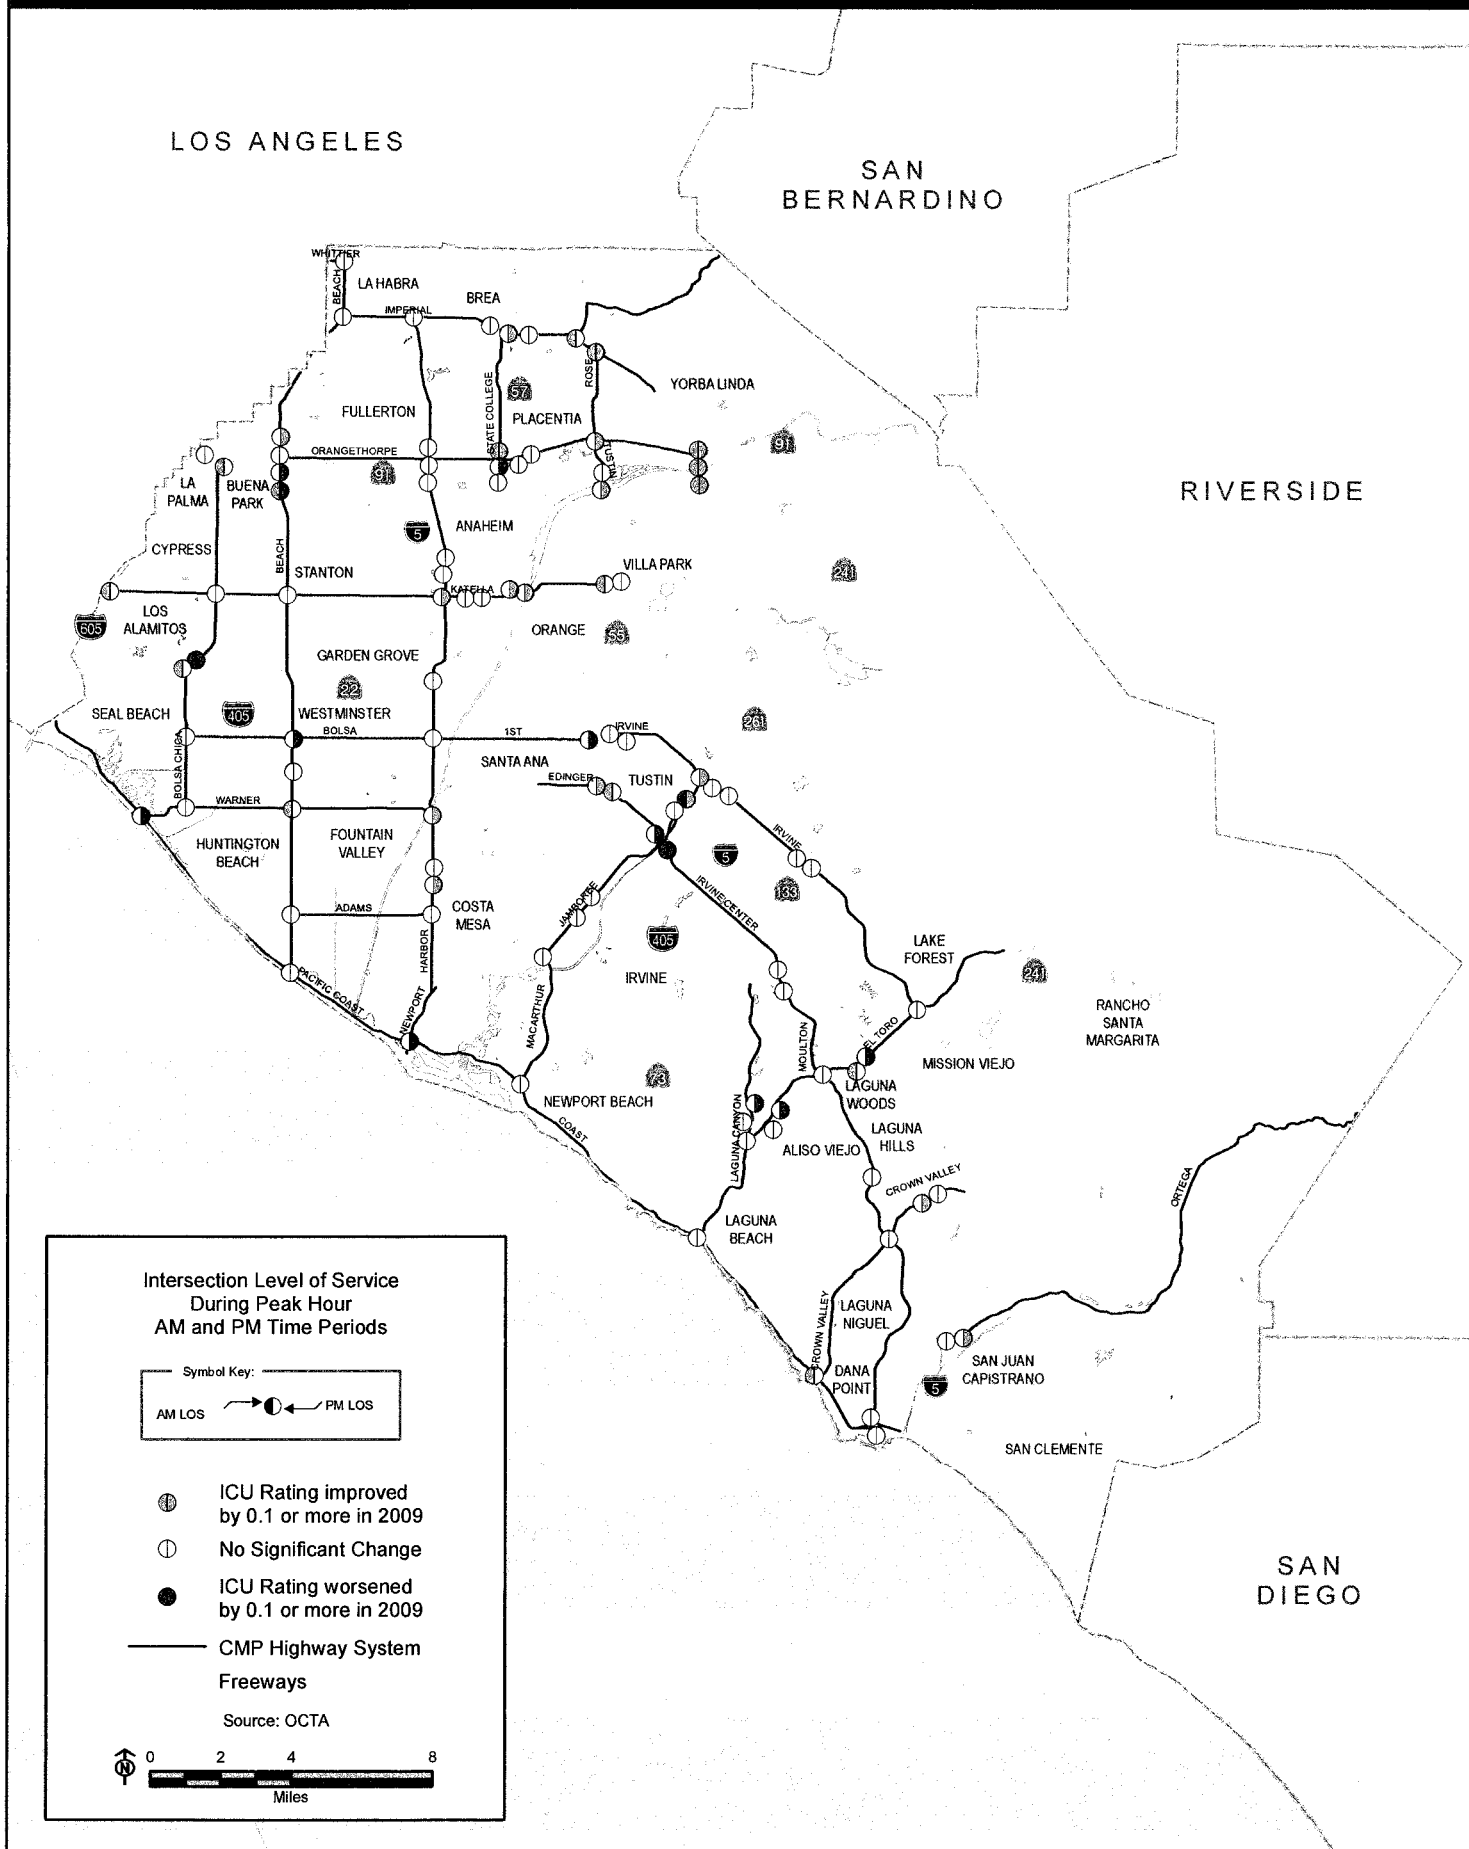 LOS ANGELES
SAN
BERNARDINO
WHITTIER
BEACH
LA HABRA
BREA
IMPERIAL
ROSE
YORBA LINDA
STATE COLLEGE
57
FULLERTON
PLACENTIA
91
ORANGETHORPE
TUSTIN
91
LA
PALMA
BUENA
PARK
RIVERSIDE
ANAHEIM
5
CYPRESS
BEACH
STANTON
VILLA PARK
241
KATELLA
LOS
ALAMITOS
605
ORANGE
55
GARDEN GROVE
22
SEAL BEACH
405
WESTMINSTER
BOLSA
1ST
IRVINE
261
BOLSA CHICA
SANTA ANA
EDINGER
TUSTIN
WARNER
HUNTINGTON
BEACH
FOUNTAIN
VALLEY
IRVINE
5
133
JAMBOREE
IRVINE CENTER
ADAMS
COSTA
MESA
HARBOR
405
IRVINE
LAKE
FOREST
241
PACIFIC COAST
NEWPORT
MACARTHUR
RANCHO
SANTA
MARGARITA
MOULTON
EL TORO
MISSION VIEJO
73
NEWPORT BEACH
LAGUNA
WOODS
COAST
LAGUNA CANYON
ALISO VIEJO
LAGUNA
HILLS
CROWN VALLEY
ORTEGA
LAGUNA
BEACH
CROWN VALLEY
LAGUNA
NIGUEL
DANA
POINT
SAN JUAN
CAPISTRANO
5
SAN CLEMENTE
SAN
DIEGO
Intersection Level of Service
During Peak Hour
AM and PM Time Periods
Symbol Key:
AM LOS
PM LOS
ICU Rating improved
by 0.1 or more in 2009
No Significant Change
ICU Rating worsened
by 0.1 or more in 2009
CMP Highway System
Freeways
Source: OCTA
N
0 2 4 8
Miles